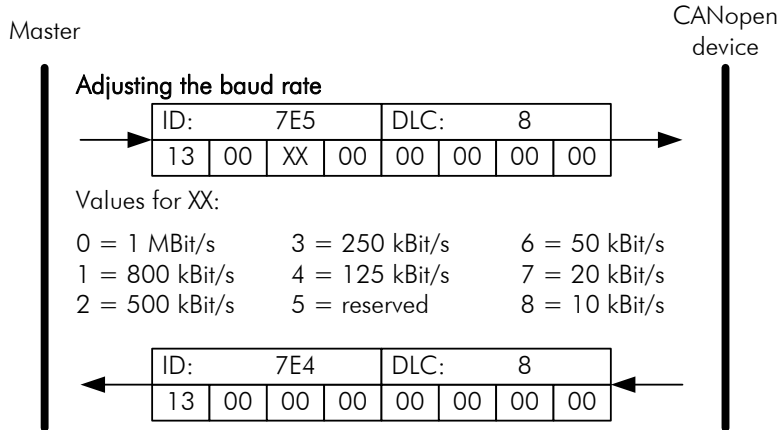 Master
CANopen
device
Adjusting the baud rate
ID: 7E5 DLC: 8
13 00 XX 00 00 00 00 00
Values for XX:
0 = 1 MBit/s 3 = 250 kBit/s 6 = 50 kBit/s
1 = 800 kBit/s 4 = 125 kBit/s 7 = 20 kBit/s
2 = 500 kBit/s 5 = reserved 8 = 10 kBit/s
ID: 7E4 DLC: 8
13 00 00 00 00 00 00 00